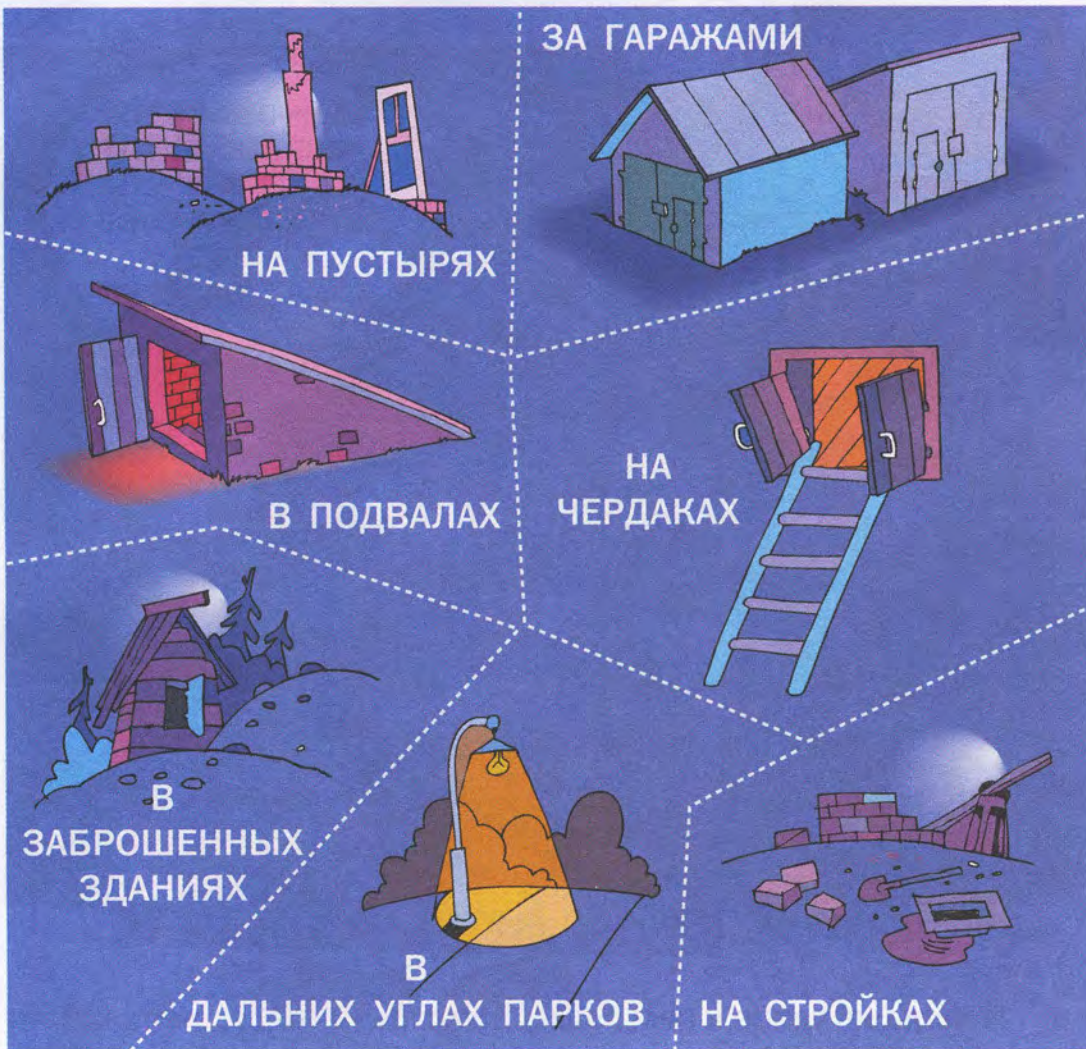 НА ПУСТЫРЯХ
ЗА ГАРАЖАМИ
В ПОДВАЛАХ
НА
ЧЕРДАКАХ
В
ЗАБРОШЕННЫХ
ЗДАНИЯХ
В
ДАЛЬНИХ УГЛАХ ПАРКОВ
НА СТРОЙКАХ